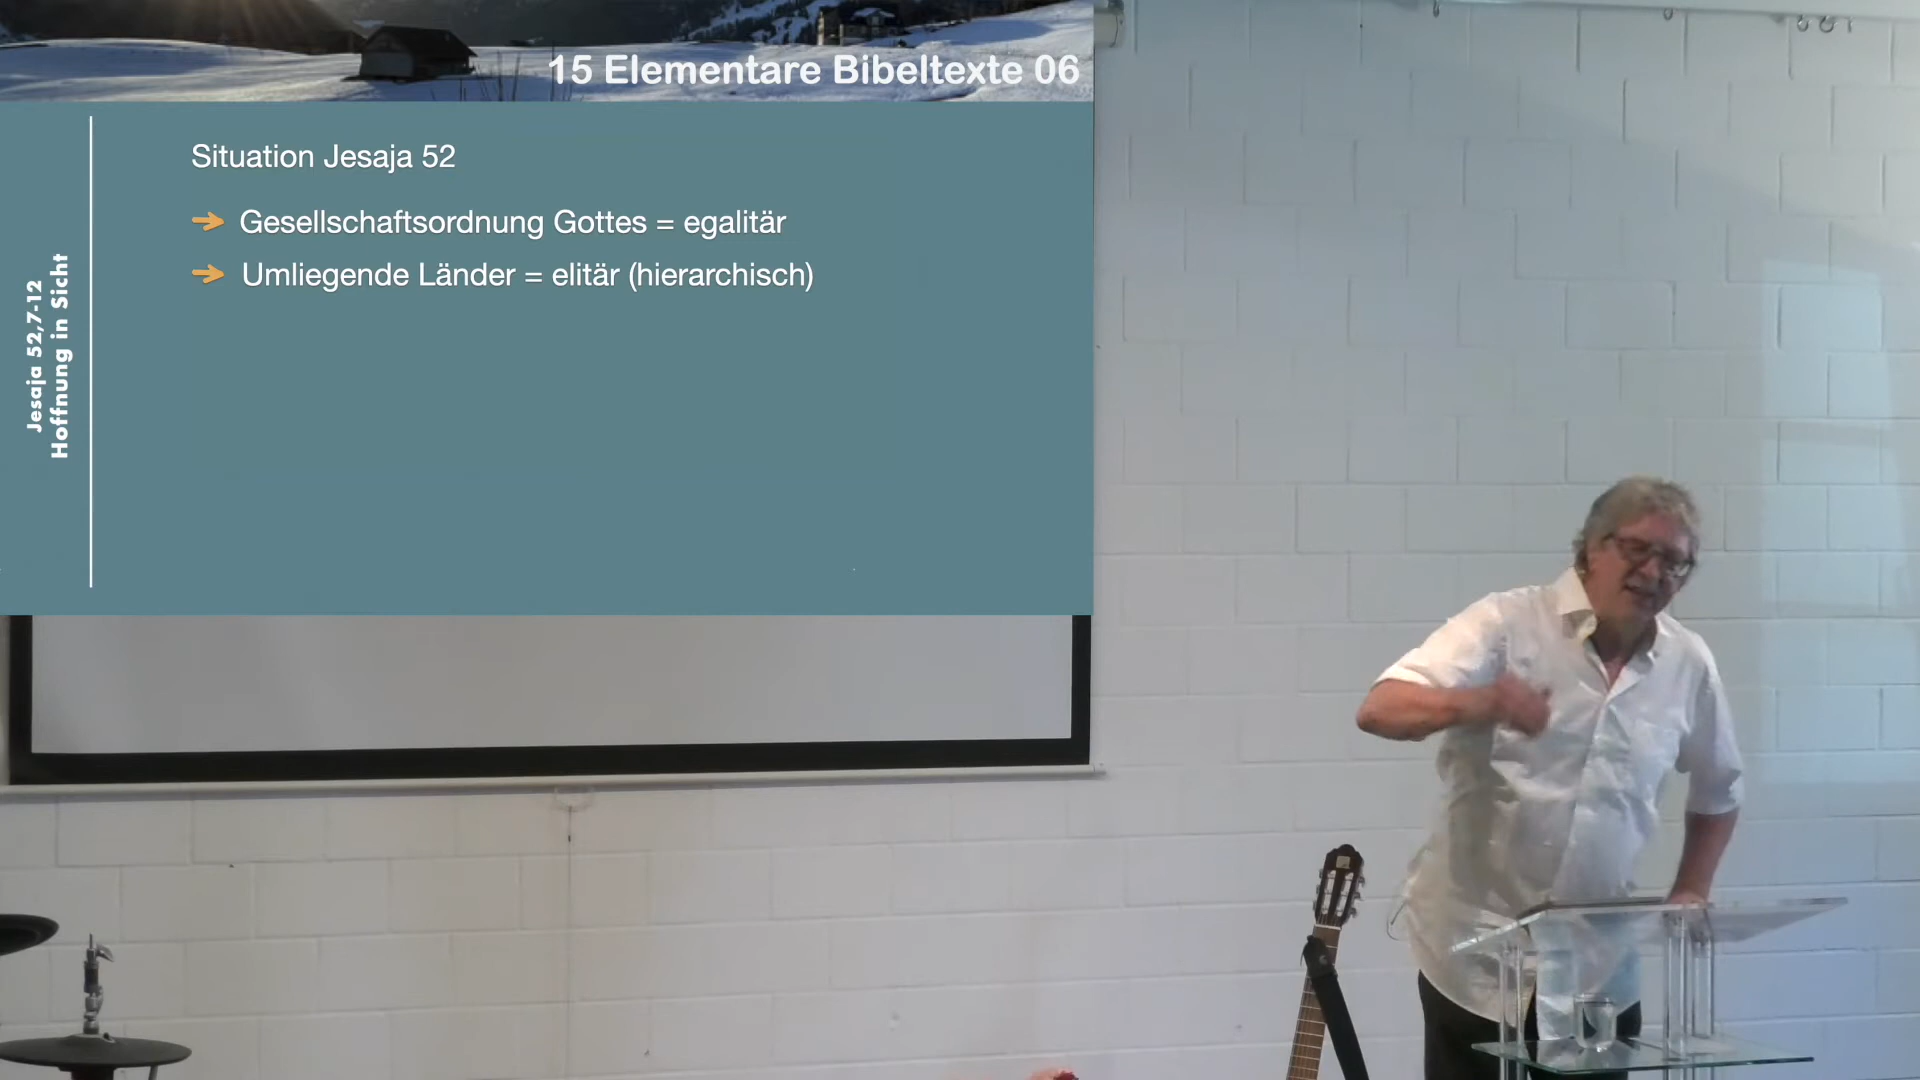 15 Elementare Bibeltexte 06
Situation Jesaja 52
➔ Gesellschaftsordnung Gottes = egalitär
➔ Umliegende Länder = elitär (hierarchisch)
Jesaja 52,7-12
Hoffnung in Sicht